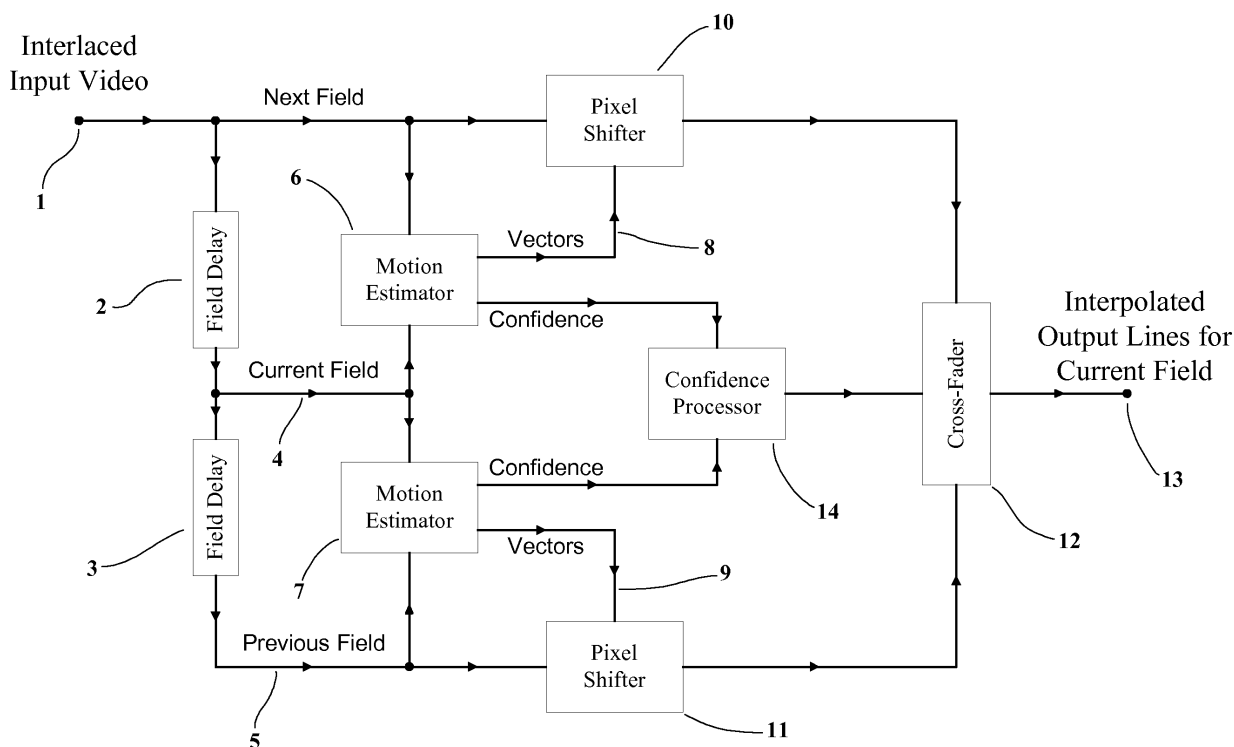 10
Interlaced
Input Video
Next Field
Pixel
Shifter
1
6
Vectors
8
Motion
Estimator
2
Field Delay
Confidence
Interpolated
Output Lines for
Current Field
Current Field
Confidence
Processor
Cross-Fader
4
Confidence
13
3
Field Delay
Motion
Estimator
14
12
Vectors
7
9
Previous Field
Pixel
Shifter
5
11